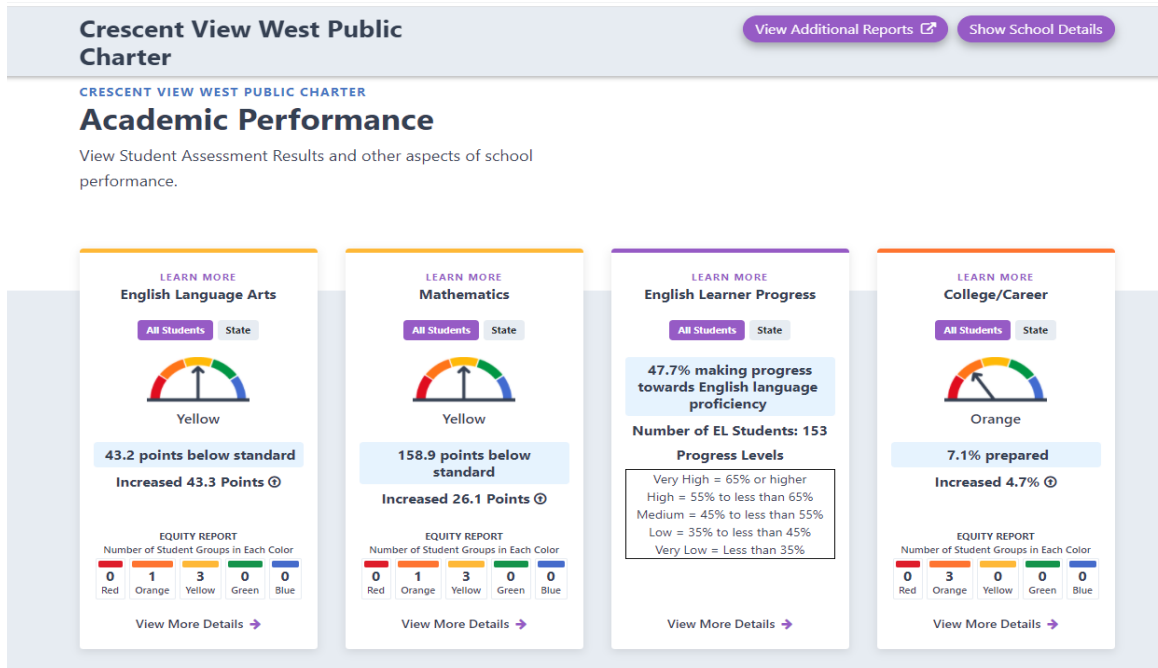 Crescent View West Public
Charter
View Additional Reports
Show School Details
CRESCENT VIEW WEST PUBLIC CHARTER
Academic Performance
View Student Assessment Results and other aspects of school
performance.
LEARN MORE
English Language Arts
All Students State
Yellow
43.2 points below standard
Increased 43.3 Points
EQUITY REPORT
Number of Student Groups in Each Color
0 1 3 0 0
Red Orange Yellow Green Blue
View More Details →
LEARN MORE
Mathematics
All Students State
Yellow
158.9 points below
standard
Increased 26.1 Points
EQUITY REPORT
Number of Student Groups in Each Color
0 1 3 0 0
Red Orange Yellow Green Blue
View More Details →
LEARN MORE
English Learner Progress
All Students State
47.7% making progress
towards English language
proficiency
Number of EL Students: 153
Progress Levels
Very High = 65% or higher
High = 55% to less than 65%
Medium = 45% to less than 55%
Low = 35% to less than 45%
Very Low = Less than 35%
View More Details →
LEARN MORE
College/Career
All Students State
Orange
7.1% prepared
Increased 4.7%
EQUITY REPORT
Number of Student Groups in Each Color
0 3 0 0 0
Red Orange Yellow Green Blue
View More Details →